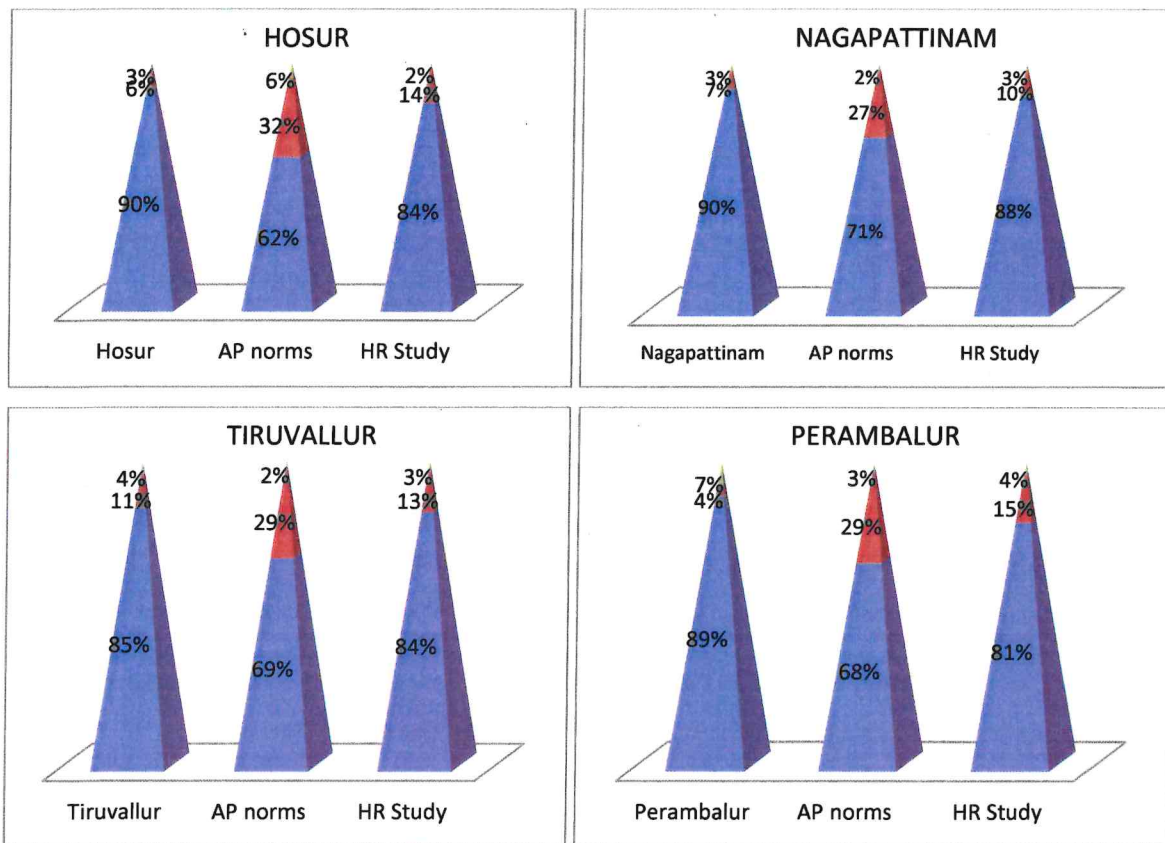 HOSUR
3% 6% 2%
6% 14%
32%
90% 62% 84%
Hosur AP norms HR Study
NAGAPATTINAM
3% 2% 3%
7% 27% 10%
90% 71% 88%
Nagapattinam AP norms HR Study
TIRUVALLUR
4% 2% 3%
11% 29% 13%
85% 69% 84%
Tiruvallur AP norms HR Study
PERAMBALUR
7% 3% 4%
4% 29% 15%
89% 68% 81%
Perambalur AP norms HR Study